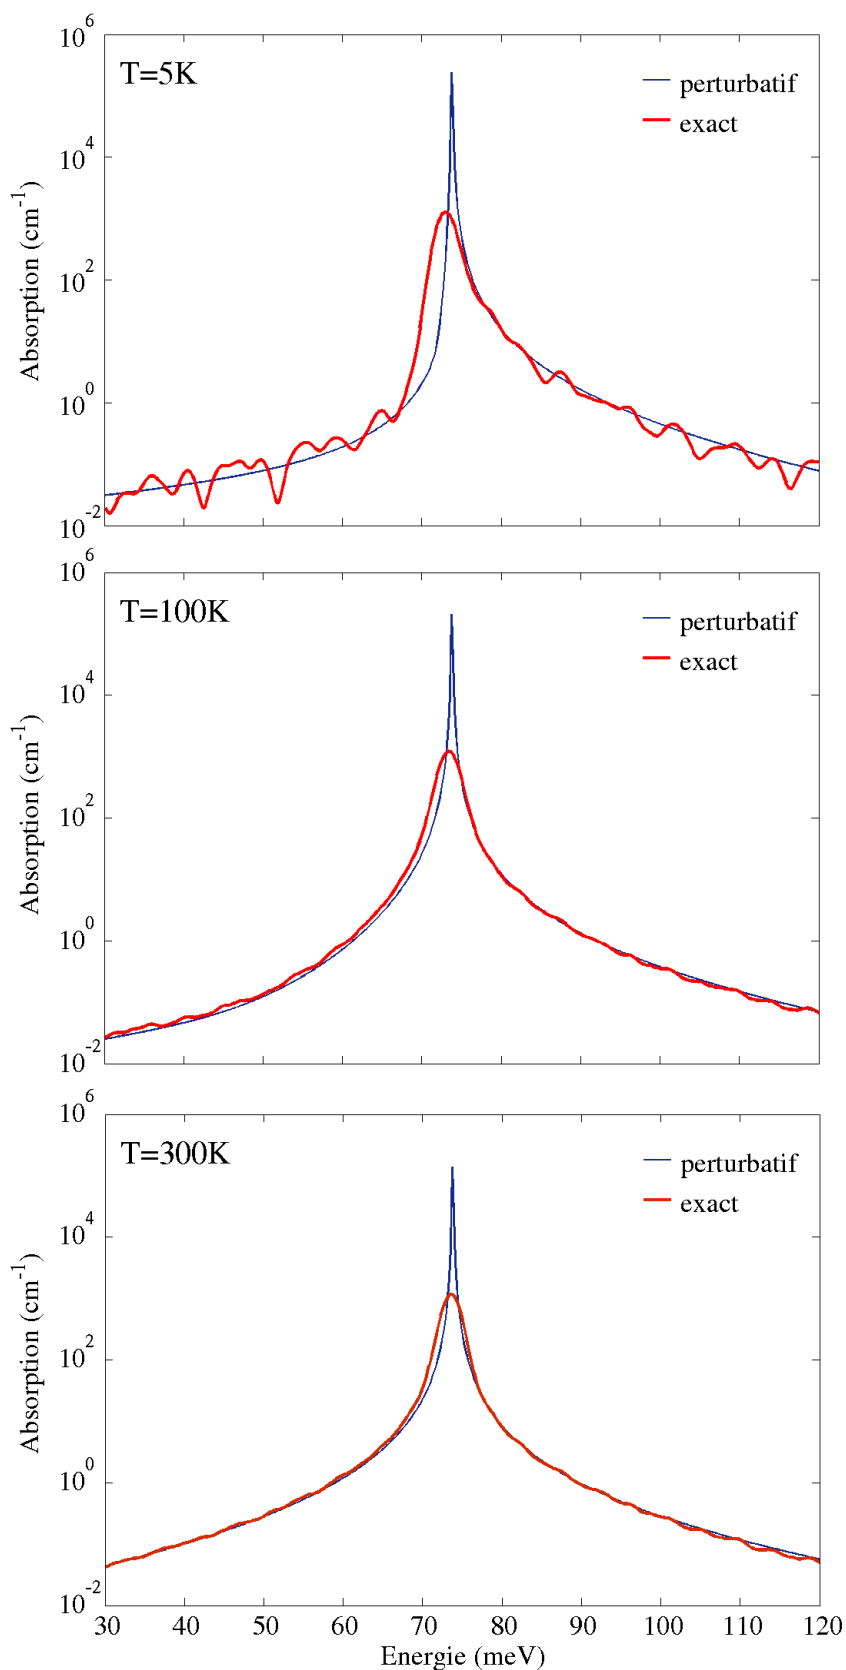 10^6
T=5K
perturbatif
exact
10^4
10^2
10^0
10^-2
Absorption (cm^-1)
10^6
T=100K
perturbatif
exact
10^4
10^2
10^0
10^-2
Absorption (cm^-1)
10^6
T=300K
perturbatif
exact
10^4
10^2
10^0
10^-2
Absorption (cm^-1)
30 40 50 60 70 80 90 100 110 120
Energie (meV)